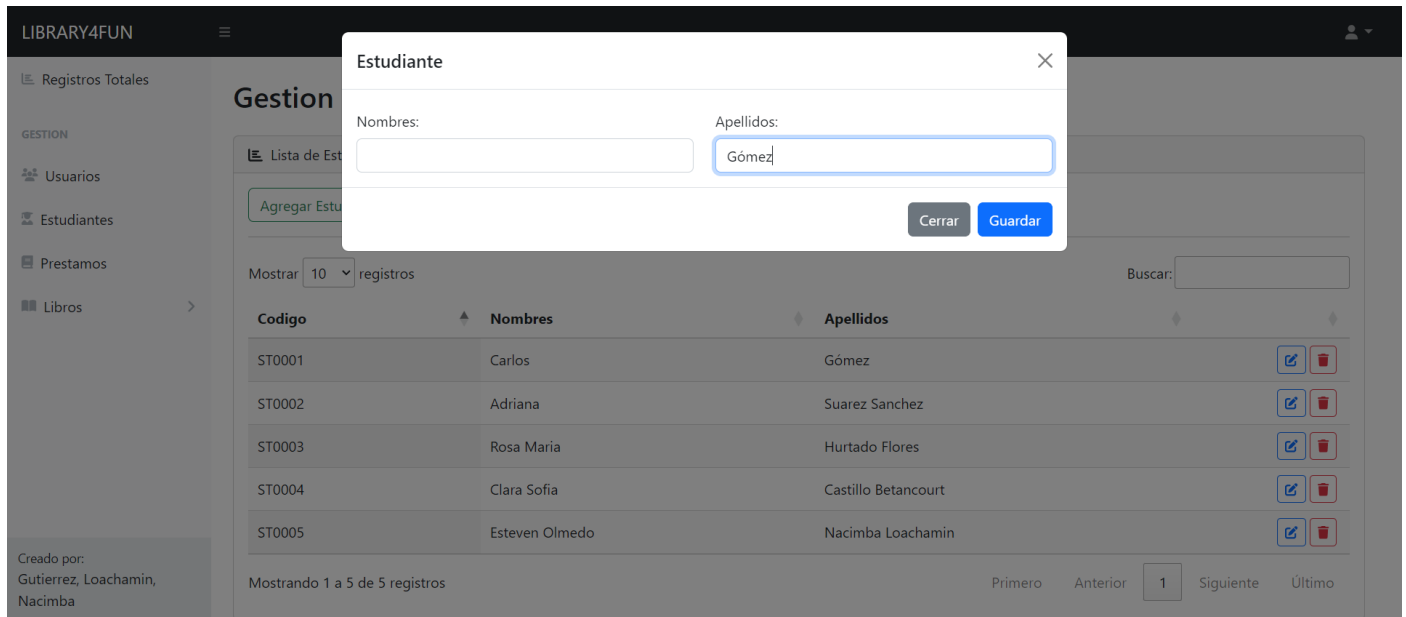 LIBRARY4FUN
Registros Totales
GESTION
Usuarios
Estudiantes
Prestamos
Libros
Creado por:
Gutierrez, Loachamin,
Nacimba
Gestion
Lista de Est
Agregar Estu
Estudiante
Nombres: Apellidos:
Gómez
Cerrar Guardar
Mostrar 10 registros Buscar:
Codigo Nombres Apellidos
ST0001 Carlos Gómez
ST0002 Adriana Suarez Sanchez
ST0003 Rosa Maria Hurtado Flores
ST0004 Clara Sofia Castillo Betancourt
ST0005 Esteven Olmedo Nacimba Loachamin
Mostrando 1 a 5 de 5 registros Primero Anterior 1 Siguiente Último